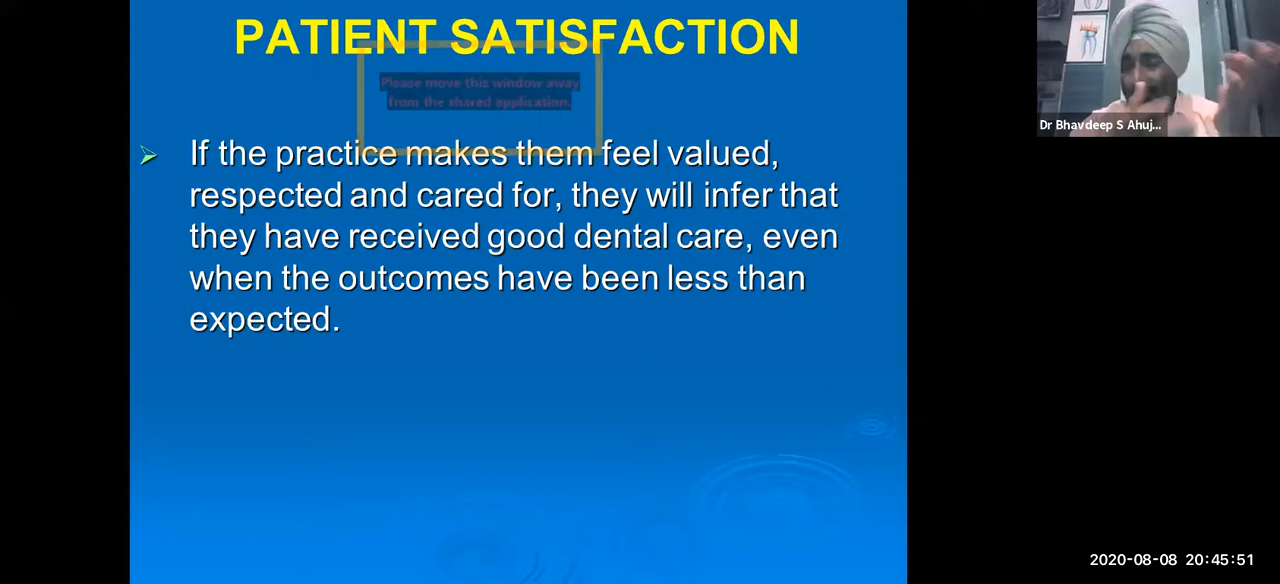 PATIENT SATISFACTION
Please move this window away
from the shared application.
If the practice makes them feel valued,
respected and cared for, they will infer that
they have received good dental care, even
when the outcomes have been less than
expected.
Dr Bhavdeep S Ahuj...
2020-08-08 20:45:51